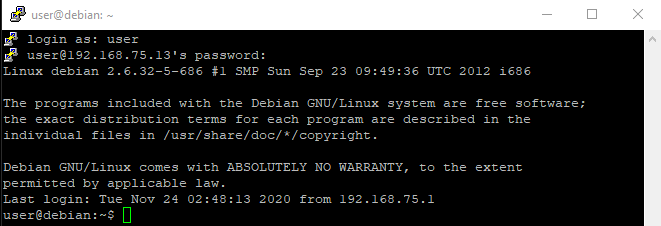 user@debian: ~
login as: user
user@192.168.75.13's password:
Linux debian 2.6.32-5-686 #1 SMP Sun Sep 23 09:49:36 UTC 2012 i686
The programs included with the Debian GNU/Linux system are free software;
the exact distribution terms for each program are described in the
individual files in /usr/share/doc/*/copyright.
Debian GNU/Linux comes with ABSOLUTELY NO WARRANTY, to the extent
permitted by applicable law.
Last login: Tue Nov 24 02:48:13 2020 from 192.168.75.1
user@debian:~$